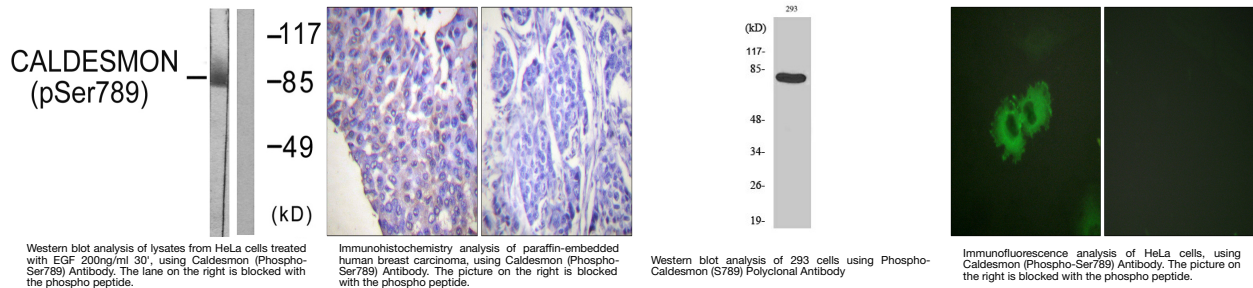 CALDESMON
(pSer789)
-117
-85
-49
(kD)
Western blot analysis of lysates from HeLa cells treated
with EGF 200ng/ml 30', using Caldesmon (Phospho-
Ser789) Antibody. The lane on the right is blocked with
the phospho peptide.
Immunohistochemistry analysis of paraffin-embedded
human breast carcinoma, using Caldesmon (Phospho-
Ser789) Antibody. The picture on the right is blocked
with the phospho peptide.
293
(kD)
117-
85-
48-
34-
26-
19-
Western blot analysis of 293 cells using Phospho-
Caldesmon (S789) Polyclonal Antibody
Immunofluorescence analysis of HeLa cells, using
Caldesmon (Phospho-Ser789) Antibody. The picture on
the right is blocked with the phospho peptide.